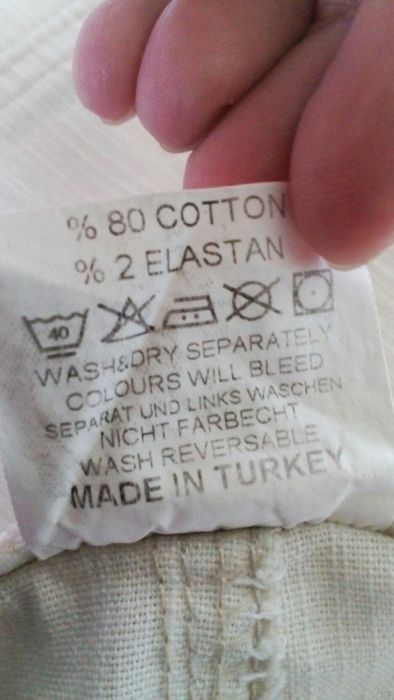 % 80 COTTON
% 2 ELASTAN
40
WASH&DRY SEPARATELY
COLOURS WILL BLEED
SEPARAT UND LINKS WASCHEN
NICHT FARBECHT
WASH REVERSABLE
MADE IN TURKEY